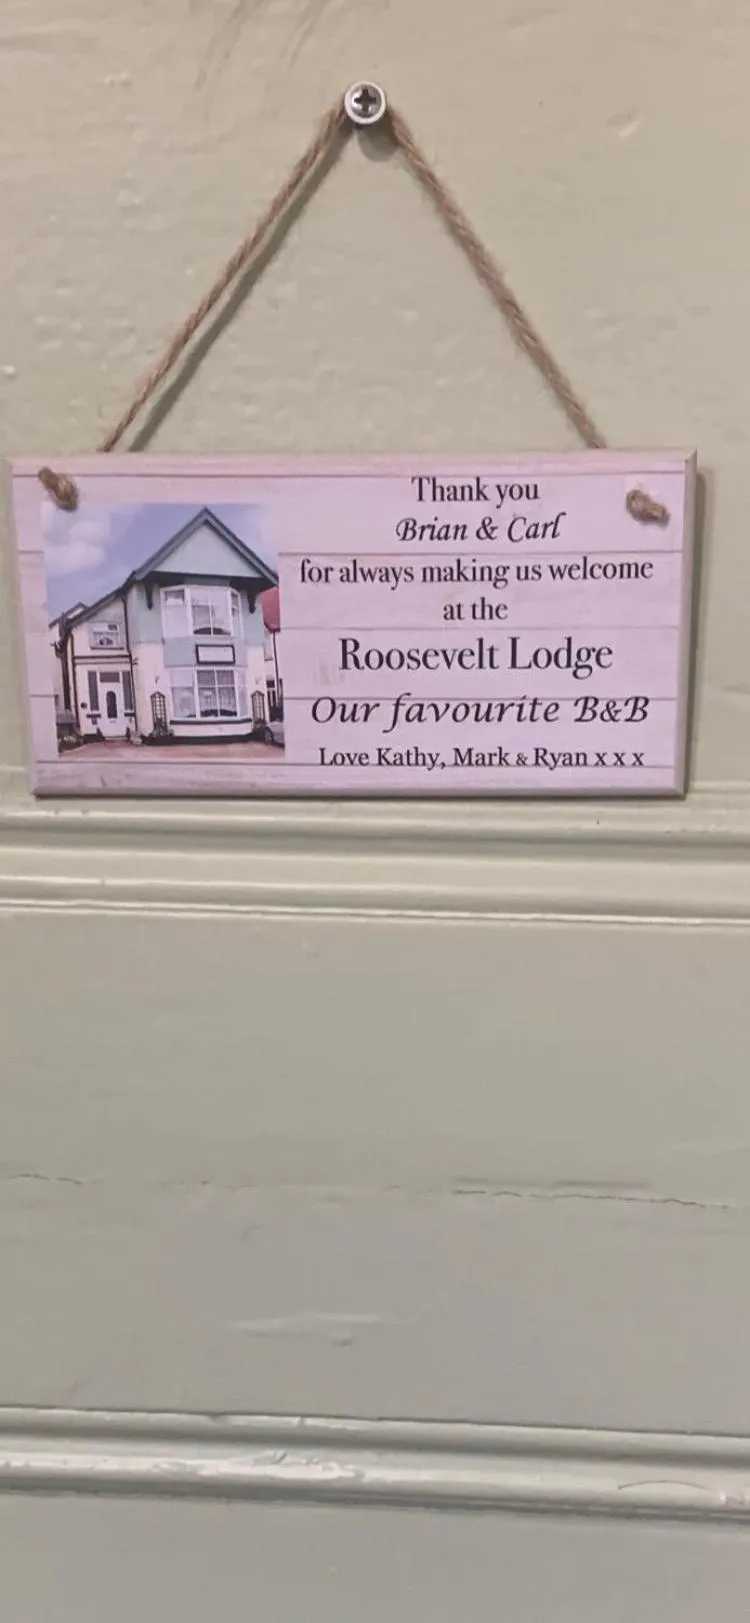 Thank you
Brian & Carl
for always making us welcome
at the
Roosevelt Lodge
Our favourite B&B
Love Kathy, Mark & Ryan x x x